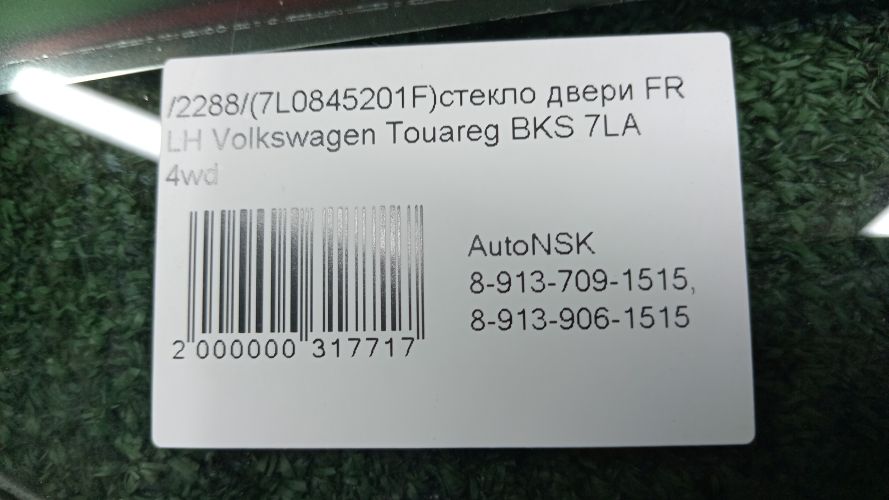 /2288/(7L0845201F)стекло двери FR
LH Volkswagen Touareg BKS 7LA
4wd
AutoNSK
8-913-709-1515,
8-913-906-1515
2 000000 317717